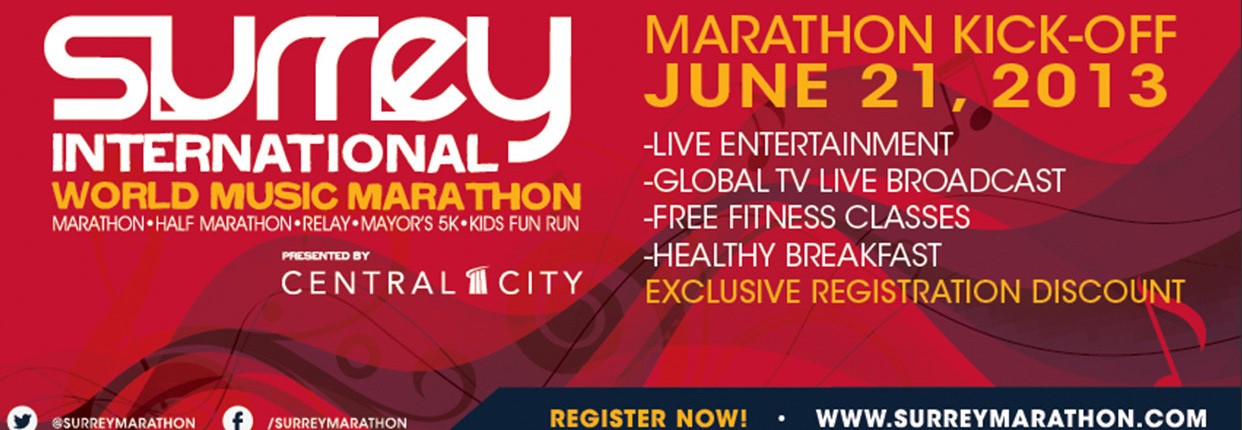 surrey
INTERNATIONAL
WORLD MUSIC MARATHON
MARATHON•HALF MARATHON•RELAY•MAYOR'S 5K•KIDS FUN RUN
PRESENTED BY
CENTRAL CITY
MARATHON KICK-OFF
JUNE 21, 2013
-LIVE ENTERTAINMENT
-GLOBAL TV LIVE BROADCAST
-FREE FITNESS CLASSES
-HEALTHY BREAKFAST
EXCLUSIVE REGISTRATION DISCOUNT
@SURREYMARATHON /SURREYMARATHON REGISTER NOW! • WWW.SURREYMARATHON.COM